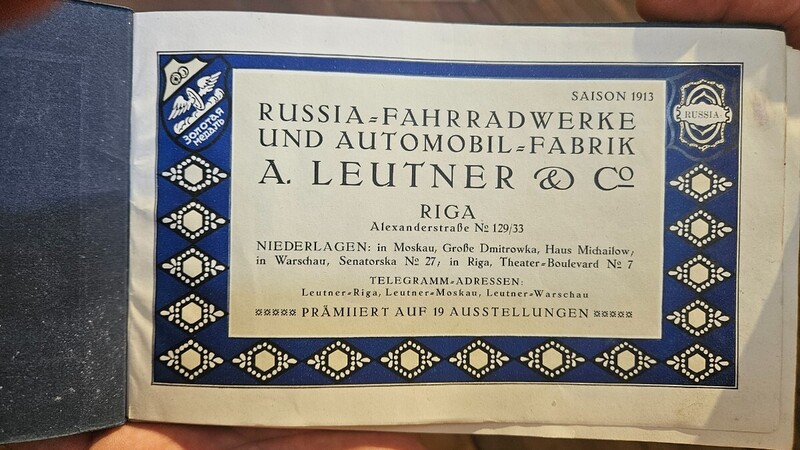 SAISON 1913
RUSSIA=FAHRRADWERKE
UND AUTOMOBIL=FABRIK
A. LEUTNER & Co
RIGA
Alexanderstraße No 129/33
NIEDERLAGEN: in Moskau, Große Dmitrowka, Haus Michailow,
in Warschau, Senatorska No 27, in Riga, Theater=Boulevard No 7
TELEGRAMM=ADRESSEN:
Leutner=Riga, Leutner=Moskau, Leutner=Warschau
PRÄMIIERT AUF 19 AUSSTELLUNGEN
ЗОЛОТАЯ
МЕДАЛЬ
RUSSIA